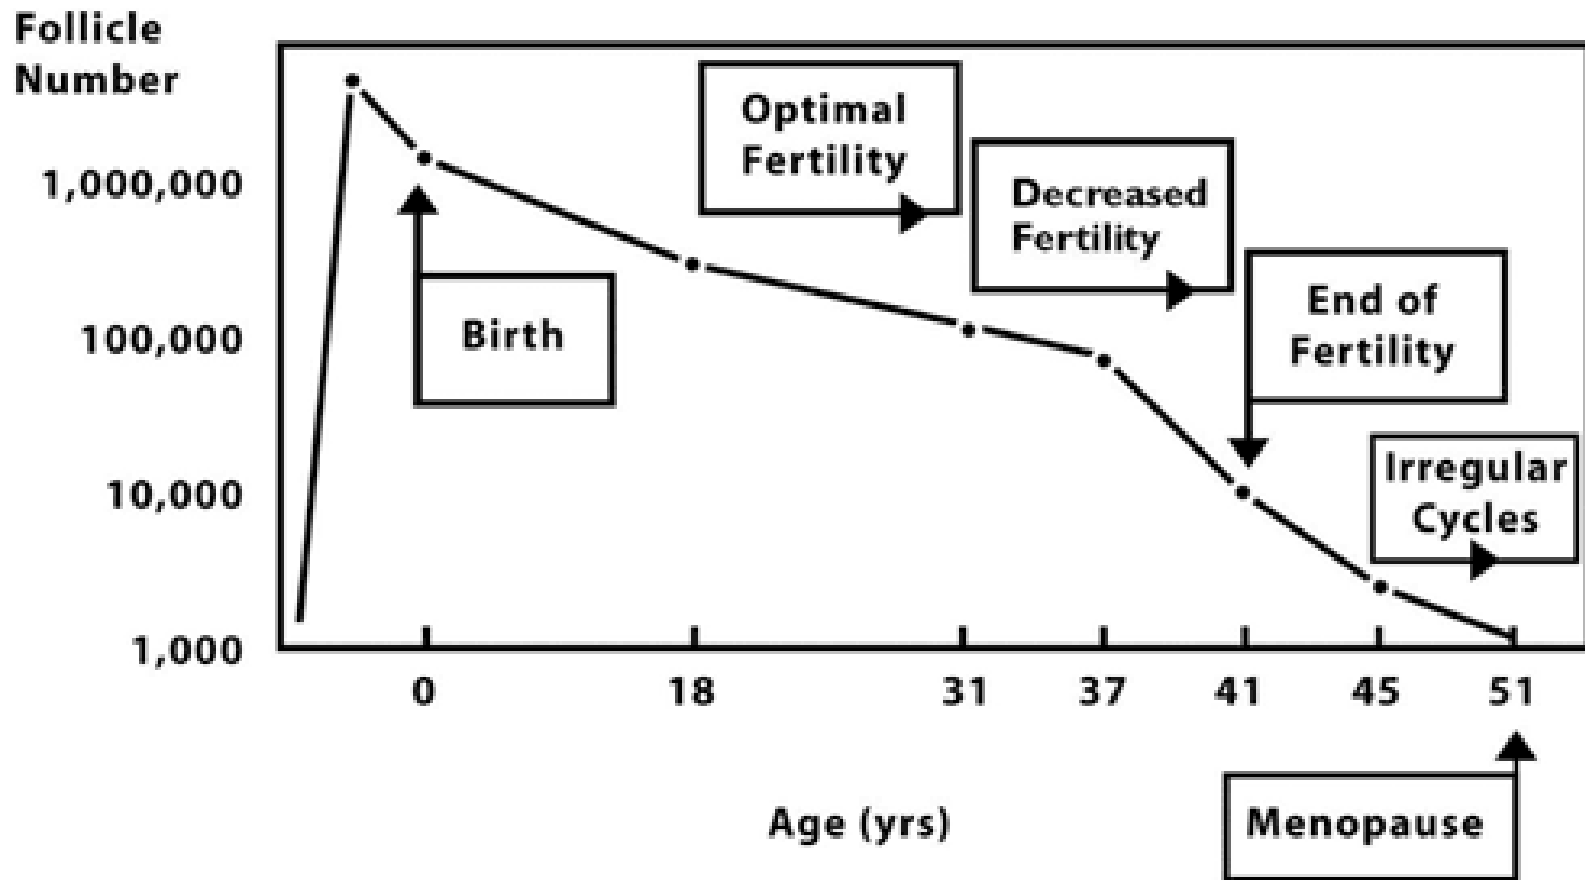 Follicle
Number
Optimal
Fertility
Decreased
Fertility
1,000,000
End of
Fertility
Birth
100,000
Irregular
Cycles
10,000
1,000
0 18 31 37 41 45 51
Age (yrs)
Menopause